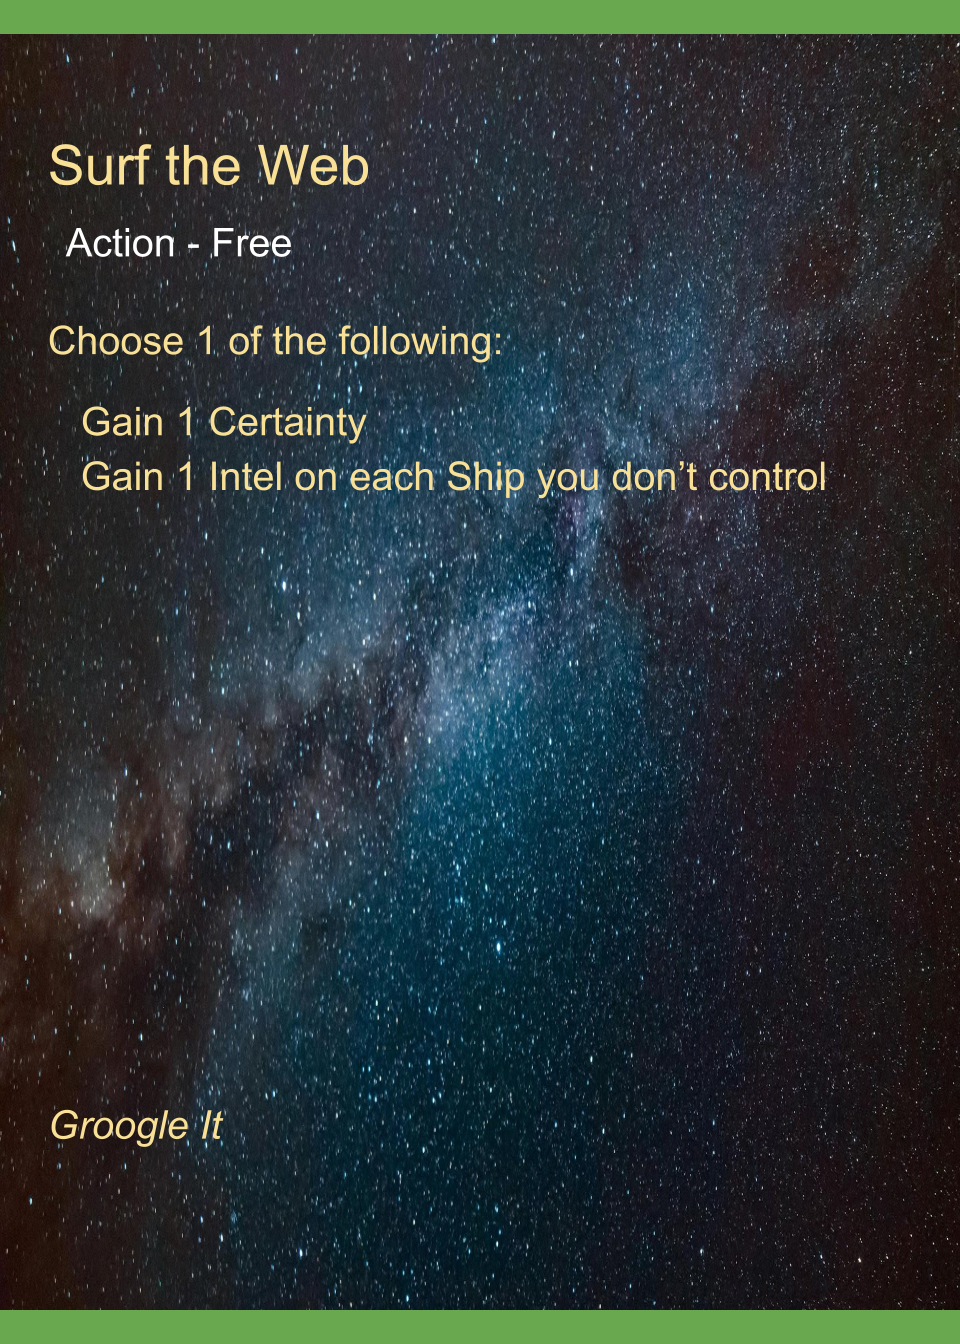 Surf the Web
Action - Free
Choose 1 of the following:
Gain 1 Certainty
Gain 1 Intel on each Ship you don’t control
Groogle It